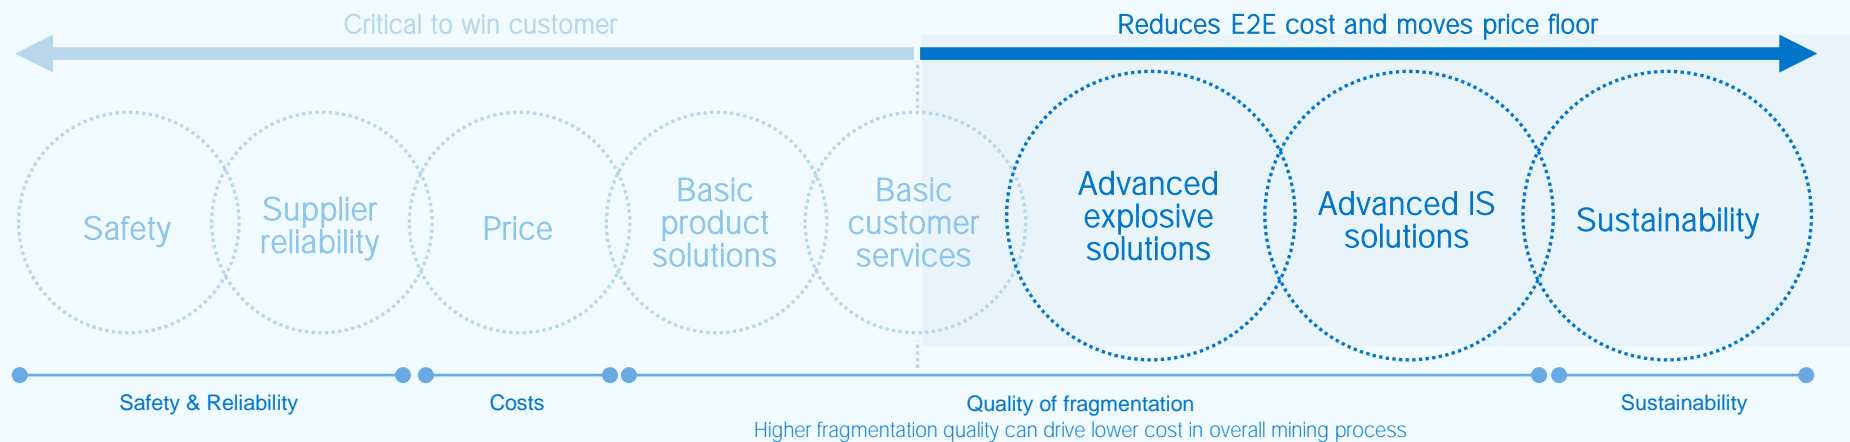 Critical to win customer
Reduces E2E cost and moves price floor
Safety
Supplier
reliability
Price
Basic
product
solutions
Basic
customer
services
Advanced
explosive
solutions
Advanced IS
solutions
Sustainability
Safety & Reliability
Costs
Quality of fragmentation
Higher fragmentation quality can drive lower cost in overall mining process
Sustainability